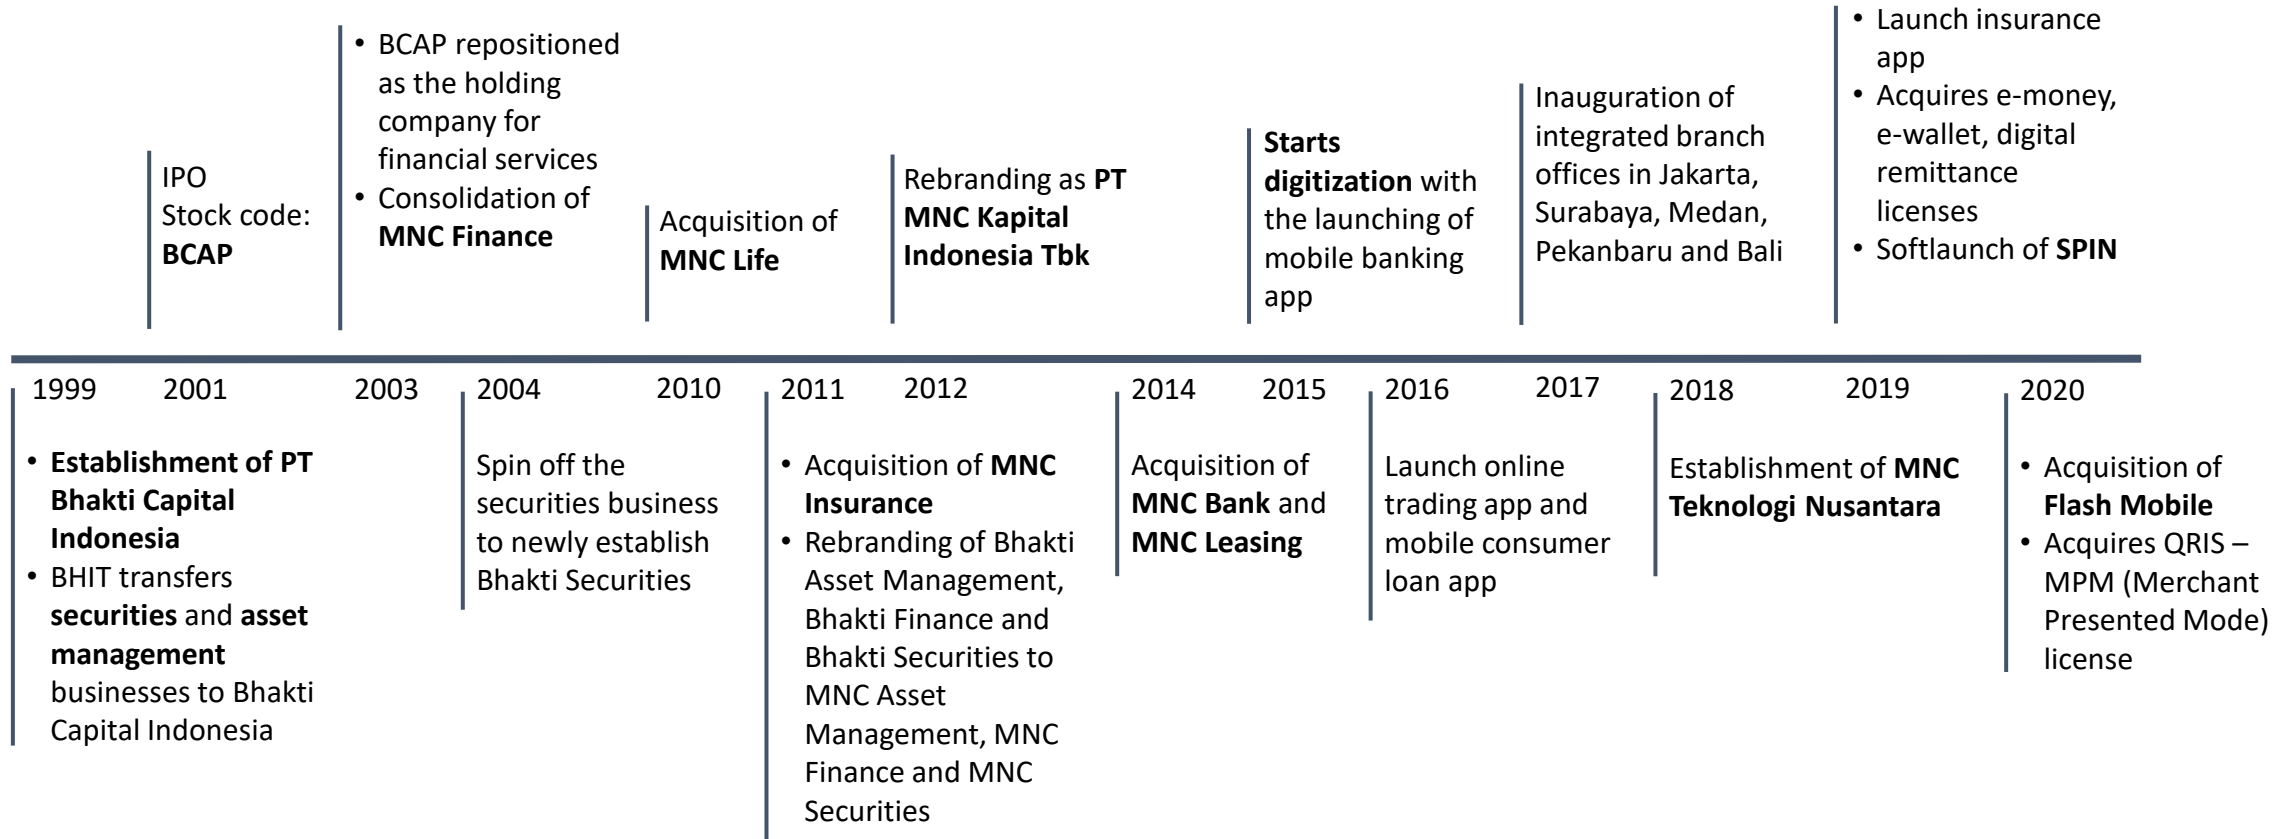 IPO
Stock code:
BCAP
• BCAP repositioned
as the holding
company for
financial services
• Consolidation of
MNC Finance
Acquisition of
MNC Life
Rebranding as PT
MNC Kapital
Indonesia Tbk
Starts
digitization with
the launching of
mobile banking
app
Inauguration of
integrated branch
offices in Jakarta,
Surabaya, Medan,
Pekanbaru and Bali
• Launch insurance
app
• Acquires e-money,
e-wallet, digital
remittance
licenses
• Softlaunch of SPIN
1999 2001 2003 2004 2010 2011 2012 2014 2015 2016 2017 2018 2019 2020
• Establishment of PT
Bhakti Capital
Indonesia
• BHIT transfers
securities and asset
management
businesses to Bhakti
Capital Indonesia
Spin off the
securities business
to newly establish
Bhakti Securities
• Acquisition of MNC
Insurance
• Rebranding of Bhakti
Asset Management,
Bhakti Finance and
Bhakti Securities to
MNC Asset
Management, MNC
Finance and MNC
Securities
Acquisition of
MNC Bank and
MNC Leasing
Launch online
trading app and
mobile consumer
loan app
Establishment of MNC
Teknologi Nusantara
• Acquisition of
Flash Mobile
• Acquires QRIS –
MPM (Merchant
Presented Mode)
license